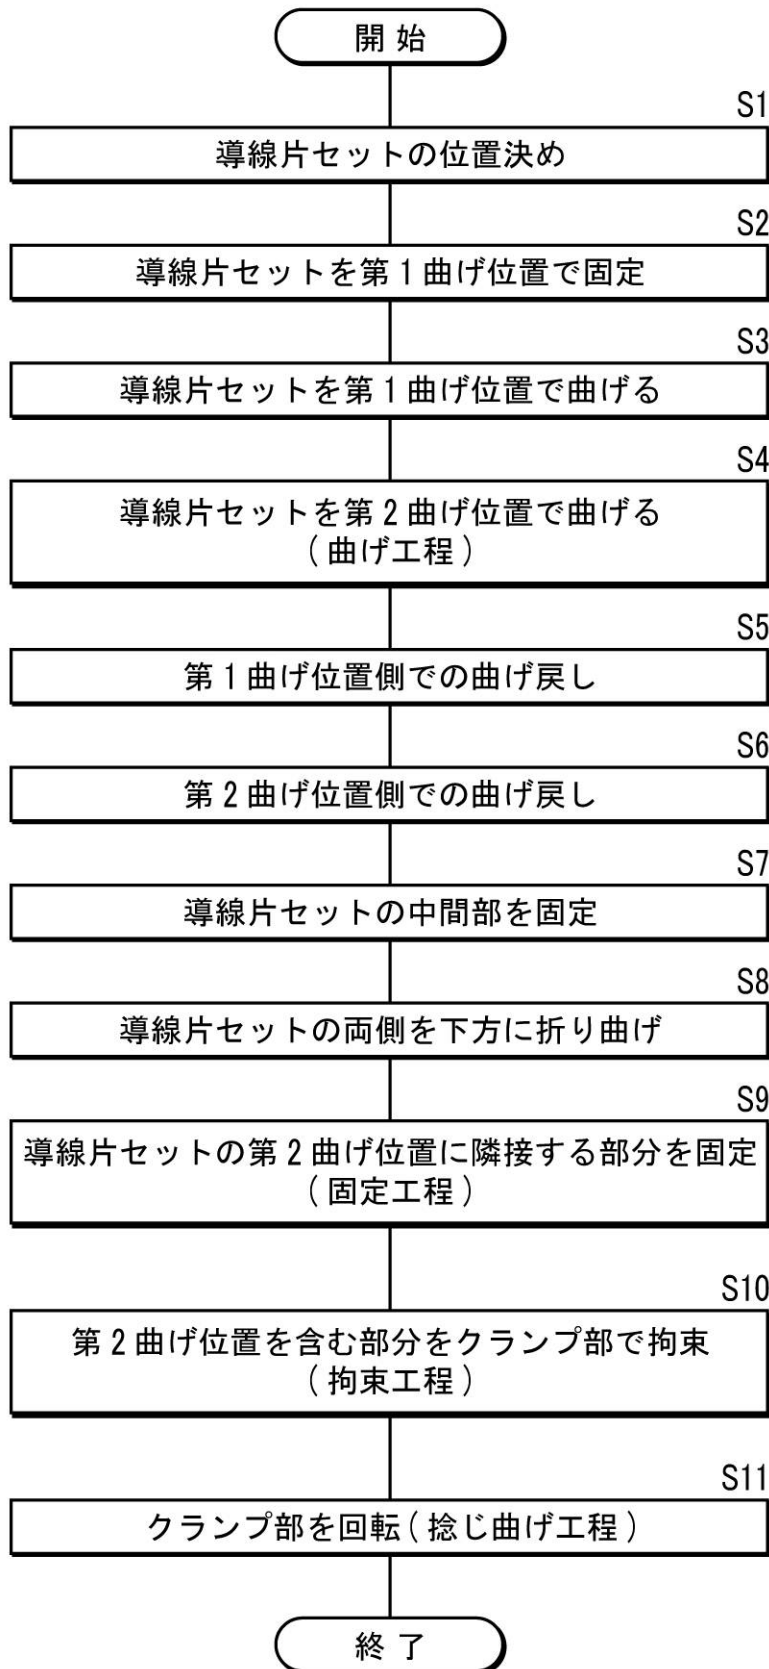 開始
S1
導線片セットの位置決め
S2
導線片セットを第1曲げ位置で固定
S3
導線片セットを第1曲げ位置で曲げる
S4
導線片セットを第2曲げ位置で曲げる
(曲げ工程)
S5
第1曲げ位置側での曲げ戻し
S6
第2曲げ位置側での曲げ戻し
S7
導線片セットの中間部を固定
S8
導線片セットの両側を下方に折り曲げ
S9
導線片セットの第2曲げ位置に隣接する部分を固定
(固定工程)
S10
第2曲げ位置を含む部分をクランプ部で拘束
(拘束工程)
S11
クランプ部を回転(捻じ曲げ工程)
終了